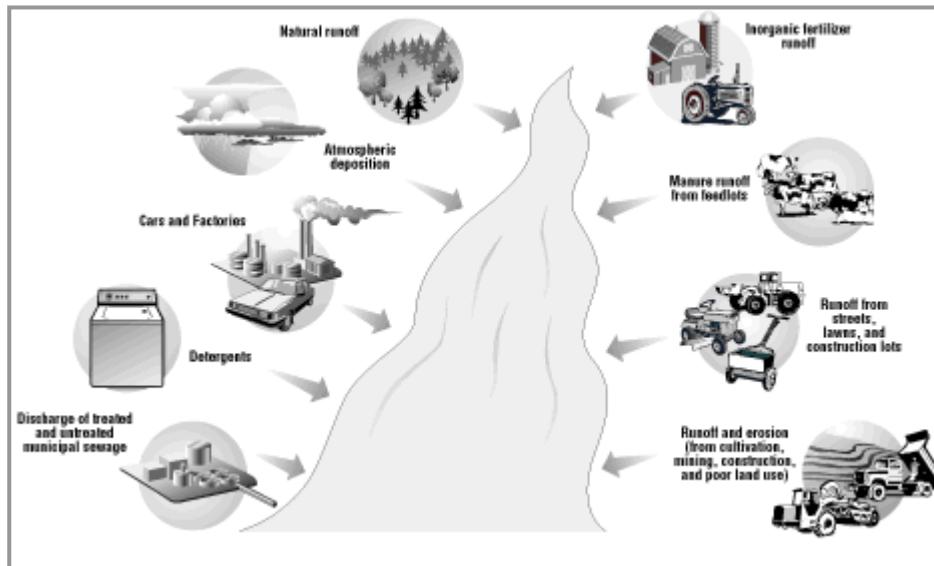 Natural runoff
Inorganic fertilizer
runoff
Atmospheric
deposition
Manure runoff
from feedlots
Cars and Factories
Runoff from
streets,
lawns, and
construction lots
Detergents
Discharge of treated
and untreated
municipal sewage
Runoff and erosion
(from cultivation,
mining, construction,
and poor land use)